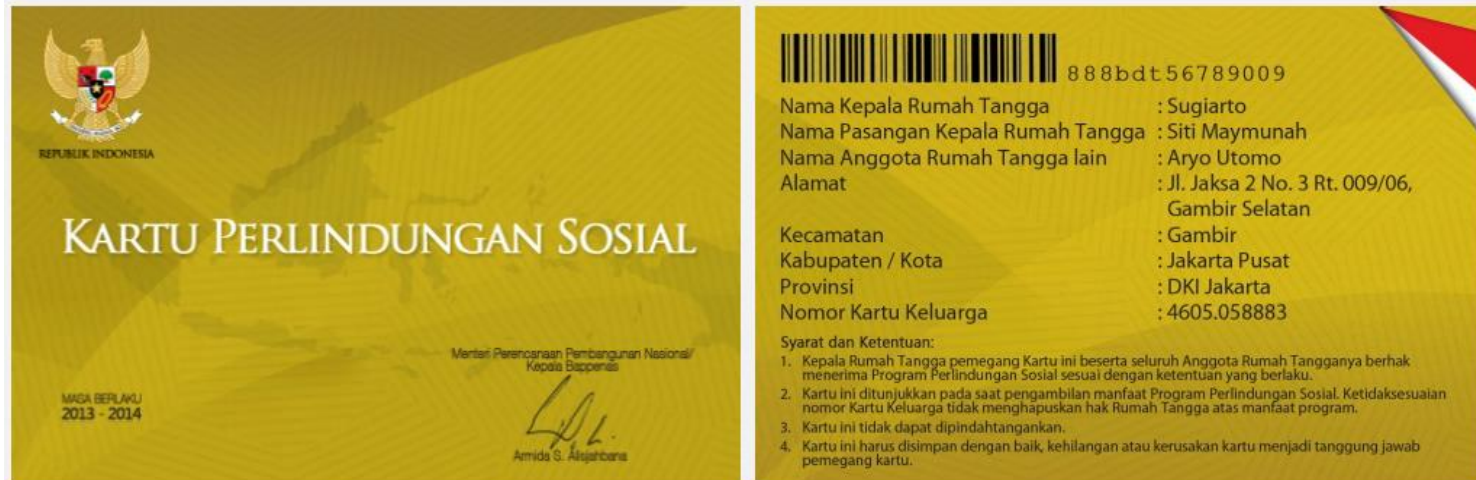 REPUBLIK INDONESIA
KARTU PERLINDUNGAN SOSIAL
Menteri Perencanaan Pembangunan Nasional/
Kepala Bappenas
MASA BERLAKU
2013 - 2014
Armida S. Alisjahbana
888bdt56789009
Nama Kepala Rumah Tangga : Sugiarto
Nama Pasangan Kepala Rumah Tangga : Siti Maymunah
Nama Anggota Rumah Tangga lain : Aryo Utomo
Alamat : Jl. Jaksa 2 No. 3 Rt. 009/06,
Gambir Selatan
Kecamatan : Gambir
Kabupaten / Kota : Jakarta Pusat
Provinsi : DKI Jakarta
Nomor Kartu Keluarga : 4605.058883
Syarat dan Ketentuan:
1. Kepala Rumah Tangga pemegang Kartu ini beserta seluruh Anggota Rumah Tangganya berhak
menerima Program Perlindungan Sosial sesuai dengan ketentuan yang berlaku.
2. Kartu ini ditunjukkan pada saat pengambilan manfaat Program Perlindungan Sosial. Ketidaksesuaian
nomor Kartu Keluarga tidak menghapuskan hak Rumah Tangga atas manfaat program.
3. Kartu ini tidak dapat dipindahtangankan.
4. Kartu ini harus disimpan dengan baik, kehilangan atau kerusakan kartu menjadi tanggung jawab
pemegang kartu.